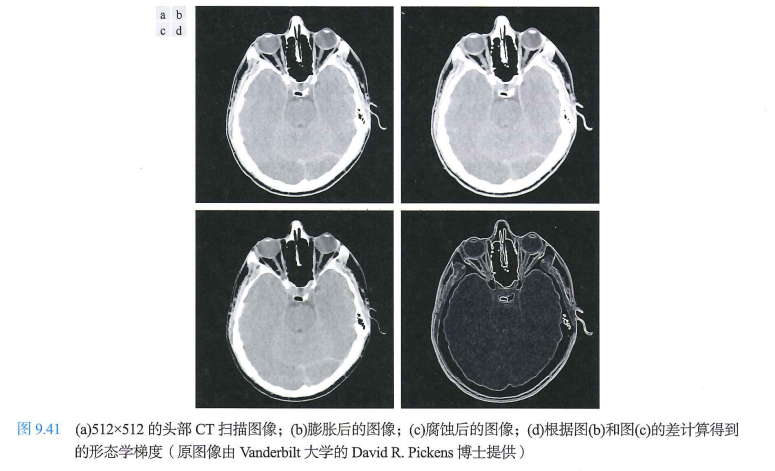 a b
c d
图 9.41 (a)512×512 的头部 CT 扫描图像；(b)膨胀后的图像；(c)腐蚀后的图像；(d)根据图(b)和图(c)的差计算得到
的形态学梯度（原图像由 Vanderbilt 大学的 David R. Pickens 博士提供）